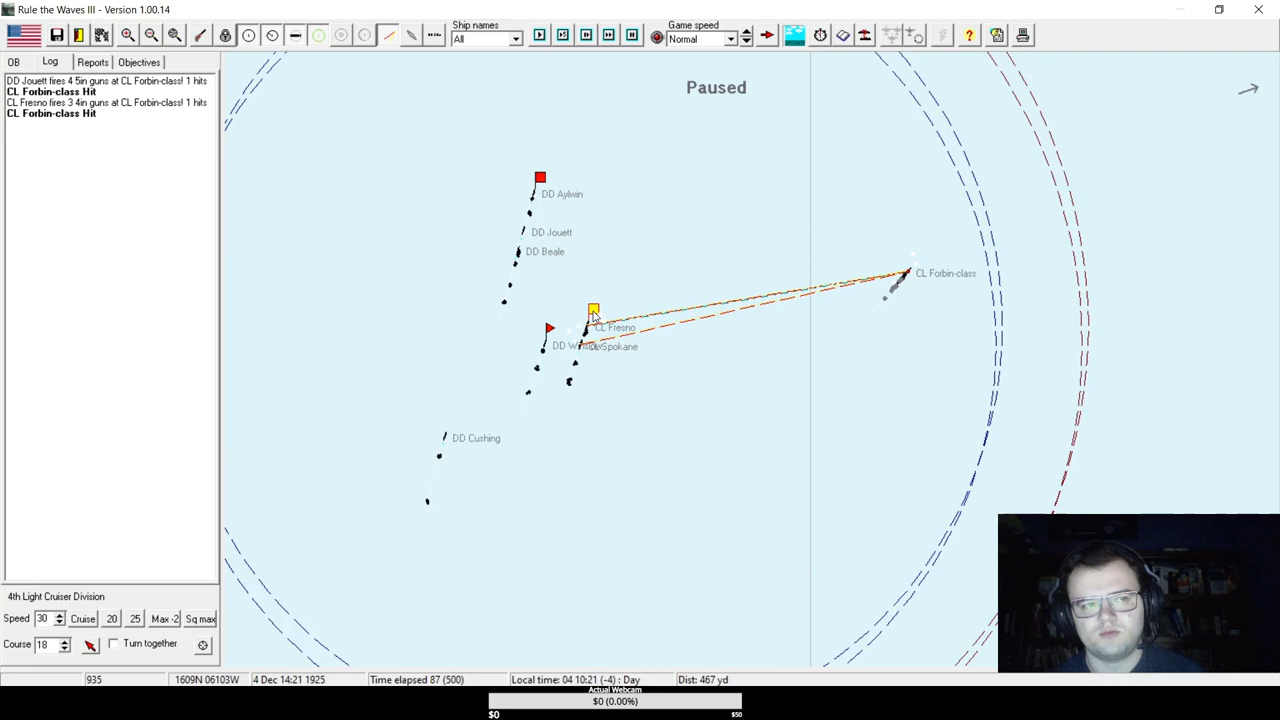 Rule the Waves III - Version 1.00.14
Ship names
All
Game speed
Normal
OB
Log
Reports
Objectives
DD Jouett fires 4 5in guns at CL Forbin-class! 1 hits
CL Forbin-class Hit
CL Fresno fires 3 4in guns at CL Forbin-class! 1 hits
CL Forbin-class Hit
Paused
DD Aylwin
DD Jouett
DD Beale
CL Forbin-class
CL Fresno
CL Spokane
DD Cushing
4th Light Cruiser Division
Speed 30 Cruise 20 25 Max -2 Sq max
Course 18 Turn together
935 1609N 06103W 4 Dec 14:21 1925 Time elapsed 87 (500) Local time: 04 10:21 (-4) : Day Dist: 467 yd
Actual Webcam
$0 (0.00%)
$0
$50